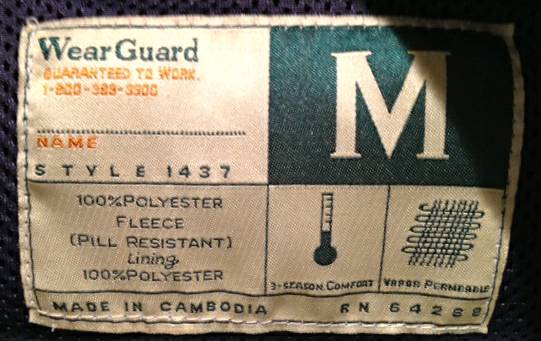 WearGuard
GUARANTEED TO WORK.
1-800-388-3300
M
NAME
STYLE 1437
100%POLYESTER
FLEECE
(PILL RESISTANT)
Lining
100%POLYESTER
3-SEASON COMFORT
VAPOR PERMEABLE
MADE IN CAMBODIA RN 64288